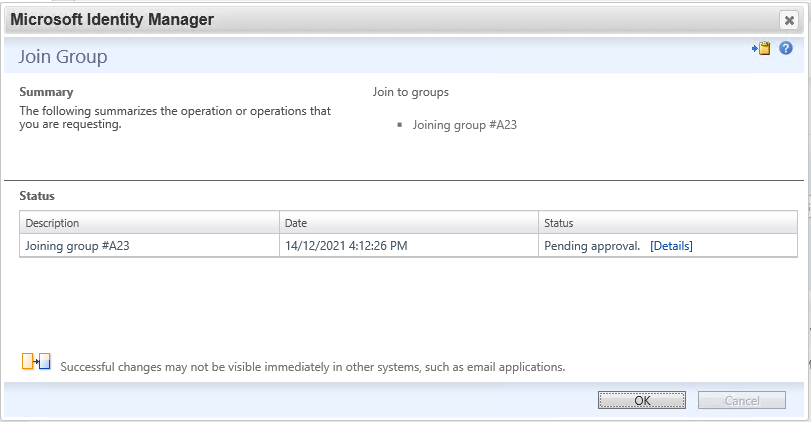 Microsoft Identity Manager
Join Group
Summary
The following summarizes the operation or operations that
you are requesting.
Join to groups
Joining group #A23
Status
Description Date Status
Joining group #A23 14/12/2021 4:12:26 PM Pending approval. [Details]
Successful changes may not be visible immediately in other systems, such as email applications.
OK Cancel